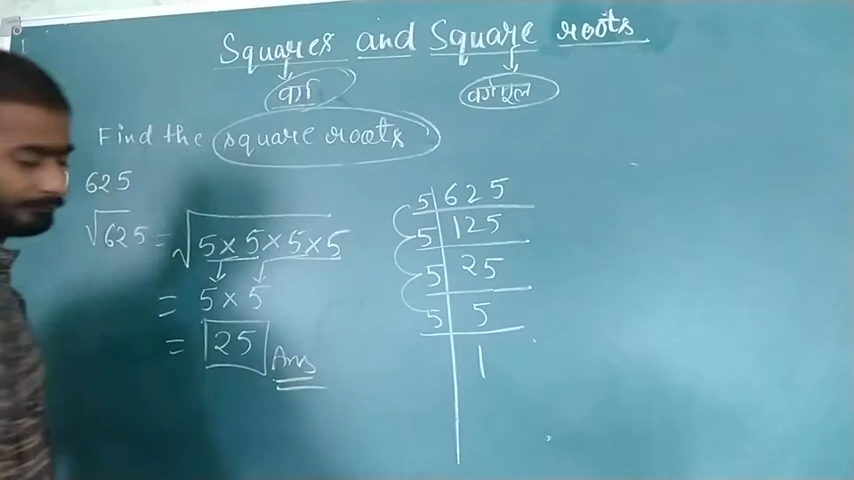 Squares and Square roots
वर्ग
वर्गमूल
Find the square roots
625
√625 = √5×5×5×5
= 5×5
= 25 Ans
5 625
5 125
5 25
5 5
1